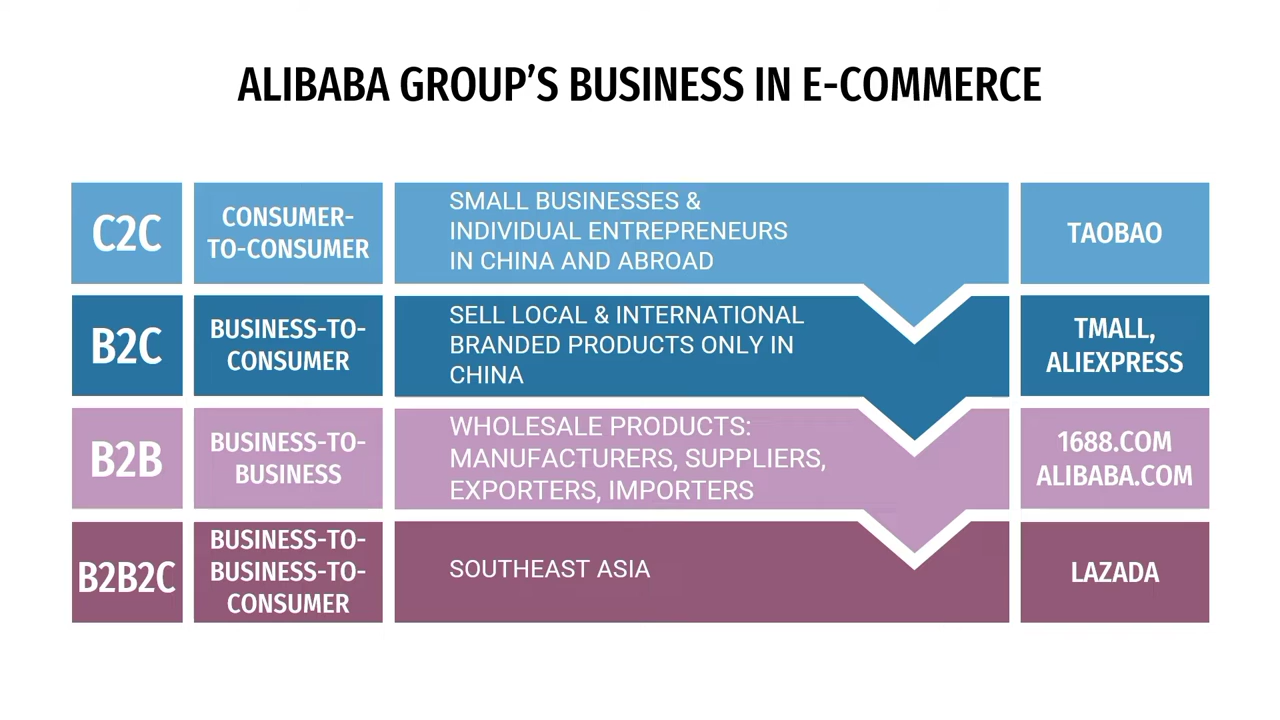 ALIBABA GROUP’S BUSINESS IN E-COMMERCE
C2C
CONSUMER-
TO-CONSUMER
SMALL BUSINESSES &
INDIVIDUAL ENTREPRENEURS
IN CHINA AND ABROAD
TAOBAO
B2C
BUSINESS-TO-
CONSUMER
SELL LOCAL & INTERNATIONAL
BRANDED PRODUCTS ONLY IN
CHINA
TMALL,
ALIEXPRESS
B2B
BUSINESS-TO-
BUSINESS
WHOLESALE PRODUCTS:
MANUFACTURERS, SUPPLIERS,
EXPORTERS, IMPORTERS
1688.COM
ALIBABA.COM
B2B2C
BUSINESS-TO-
BUSINESS-TO-
CONSUMER
SOUTHEAST ASIA
LAZADA